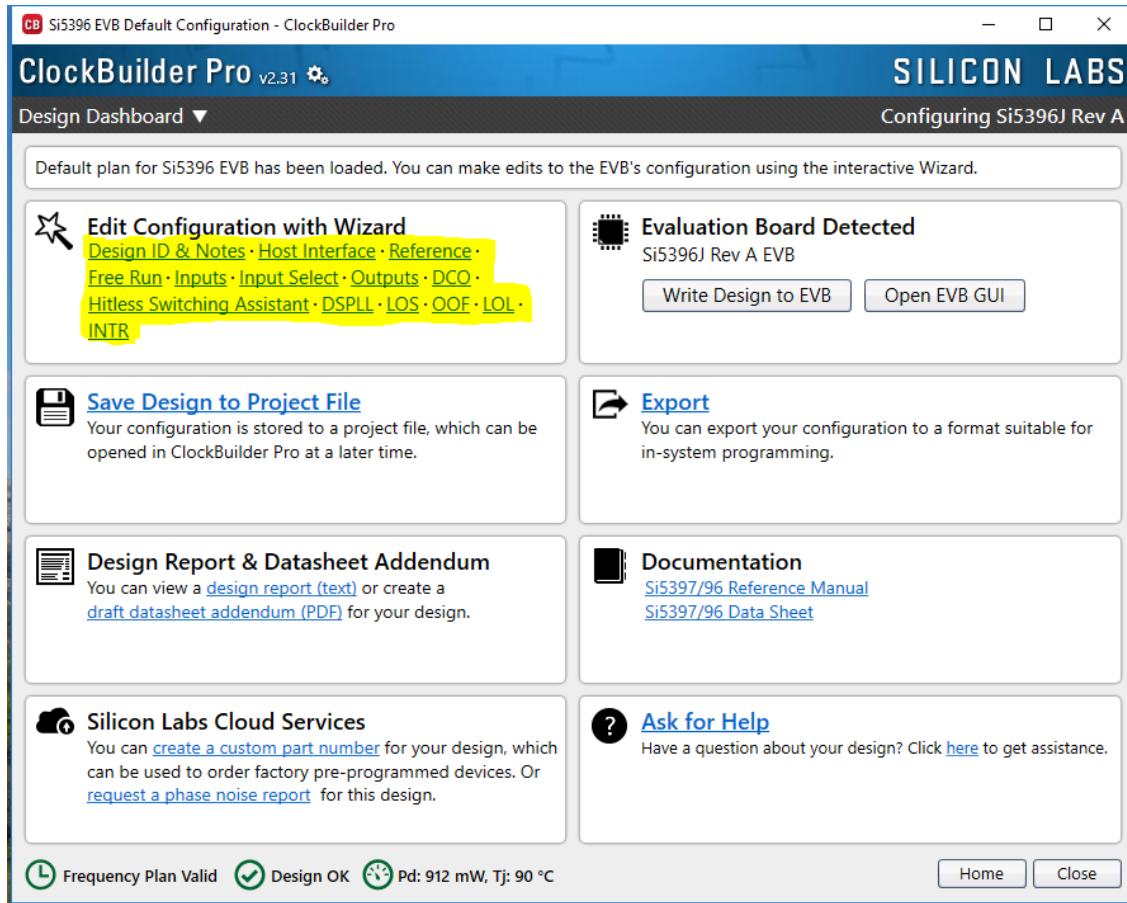 CB Si5396 EVB Default Configuration - ClockBuilder Pro
ClockBuilder Pro v2.31
SILICON LABS
Design Dashboard ▼
Configuring Si5396J Rev A
Default plan for Si5396 EVB has been loaded. You can make edits to the EVB's configuration using the interactive Wizard.
Edit Configuration with Wizard
Design ID & Notes · Host Interface · Reference ·
Free Run · Inputs · Input Select · Outputs · DCO ·
Hitless Switching Assistant · DSPLL · LOS · OOF · LOL ·
INTR
Evaluation Board Detected
Si5396J Rev A EVB
Write Design to EVB
Open EVB GUI
Save Design to Project File
Your configuration is stored to a project file, which can be
opened in ClockBuilder Pro at a later time.
Export
You can export your configuration to a format suitable for
in-system programming.
Design Report & Datasheet Addendum
You can view a design report (text) or create a
draft datasheet addendum (PDF) for your design.
Documentation
Si5397/96 Reference Manual
Si5397/96 Data Sheet
Silicon Labs Cloud Services
You can create a custom part number for your design, which
can be used to order factory pre-programmed devices. Or
request a phase noise report for this design.
? Ask for Help
Have a question about your design? Click here to get assistance.
Frequency Plan Valid
Design OK
Pd: 912 mW, Tj: 90 °C
Home
Close